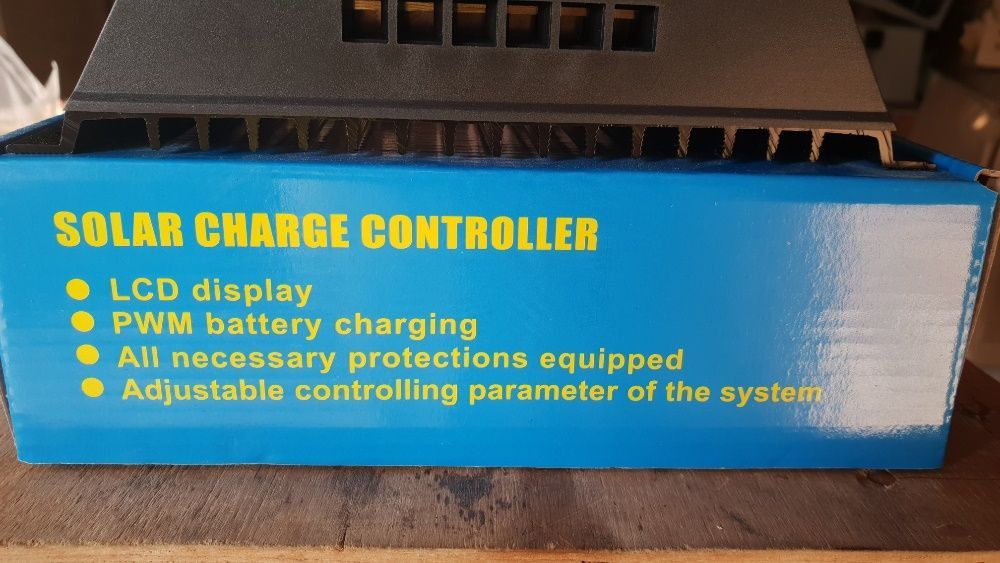 SOLAR CHARGE CONTROLLER
● LCD display
● PWM battery charging
● All necessary protections equipped
● Adjustable controlling parameter of the system